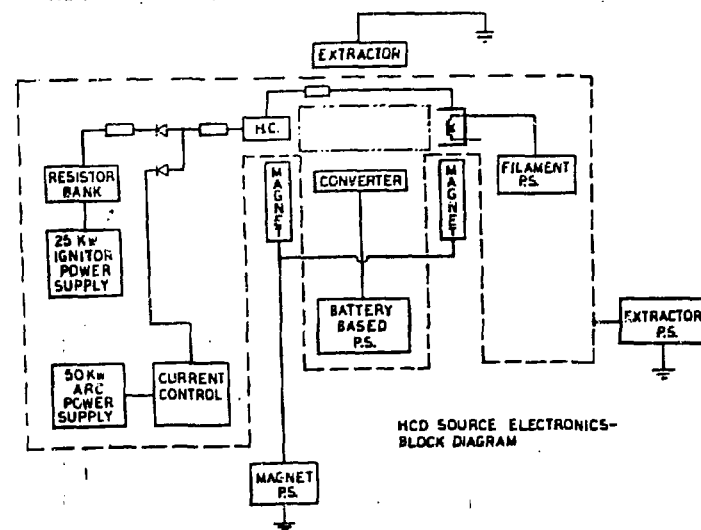 EXTRACTOR
H.C.
RESISTOR
BANK
25 KW
IGNITOR
POWER
SUPPLY
50 KW
ARC
POWER
SUPPLY
CURRENT
CONTROL
MAGNET
CONVERTER
MAGNET
BATTERY
BASED
P.S.
FILAMENT
P.S.
EXTRACTOR
P.S.
HCD SOURCE ELECTRONICS-
BLOCK DIAGRAM
MAGNET
P.S.